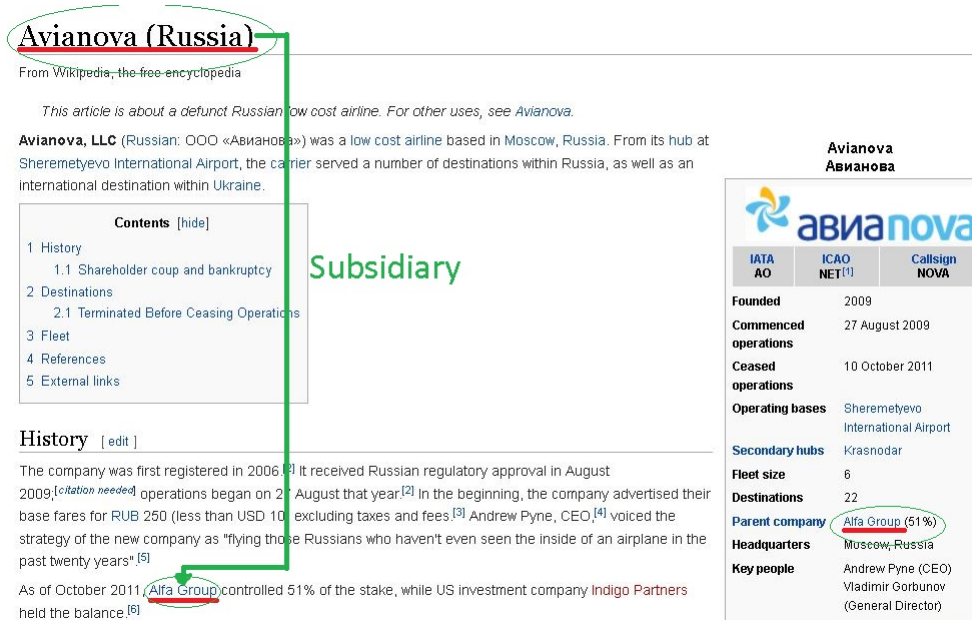 Avianova (Russia)
From Wikipedia, the free encyclopedia
This article is about a defunct Russian low cost airline. For other uses, see Avianova.
Avianova, LLC (Russian: ООО «Авианова») was a low cost airline based in Moscow, Russia. From its hub at
Sheremetyevo International Airport, the carrier served a number of destinations within Russia, as well as an
international destination within Ukraine.
Contents [hide]
1 History
1.1 Shareholder coup and bankruptcy
2 Destinations
2.1 Terminated Before Ceasing Operations
3 Fleet
4 References
5 External links
Subsidiary
History [ edit ]
The company was first registered in 2006.[2] It received Russian regulatory approval in August
2009;[citation needed] operations began on 27 August that year.[2] In the beginning, the company advertised their
base fares for RUB 250 (less than USD 10) excluding taxes and fees.[3] Andrew Pyne, CEO,[4] voiced the
strategy of the new company as "flying those Russians who haven't even seen the inside of an airplane in the
past twenty years".[5]
As of October 2011, Alfa Group controlled 51% of the stake, while US investment company Indigo Partners
held the balance.[6]
Avianova
Авианова
авиаnova
IATA ICAO Callsign
AO NET[1] NOVA
Founded 2009
Commenced operations 27 August 2009
Ceased operations 10 October 2011
Operating bases Sheremetyevo
International Airport
Secondary hubs Krasnodar
Fleet size 6
Destinations 22
Parent company Alfa Group (51%)
Headquarters Moscow, Russia
Key people Andrew Pyne (CEO)
Vladimir Gorbunov
(General Director)